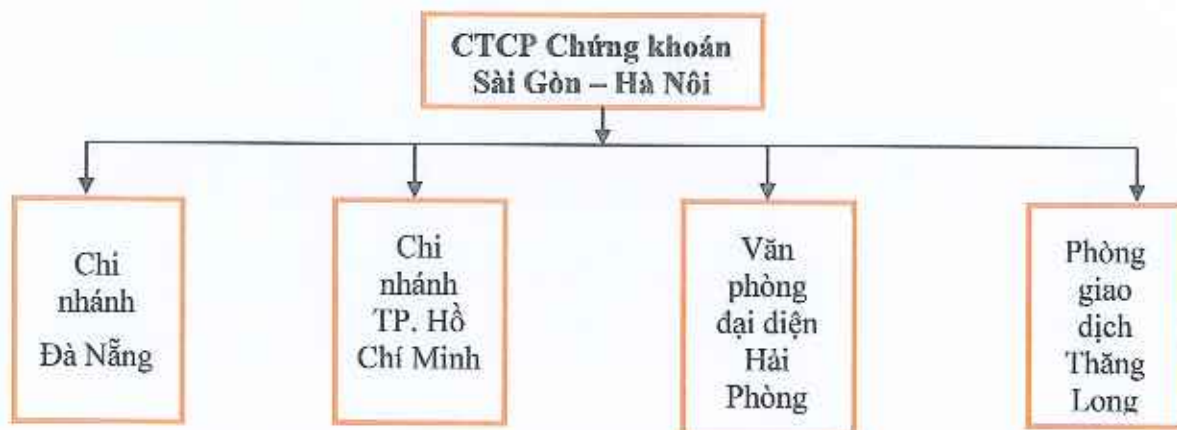 CTCP Chứng khoán
Sài Gòn – Hà Nôi
Chi
nhánh
Đà Nẵng
Chi
nhánh
TP. Hồ
Chí Minh
Văn
phòng
đại diện
Hải
Phòng
Phòng
giao
dịch
Thăng
Long